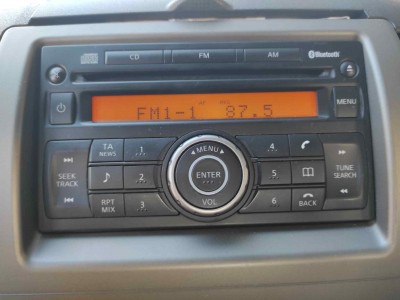 CD FM AM Bluetooth
FM1-1 87.5
MENU
TA NEWS
1
MENU
4
SEEK TRACK
2
ENTER
5
TUNE SEARCH
RPT MIX
3
VOL
6
BACK